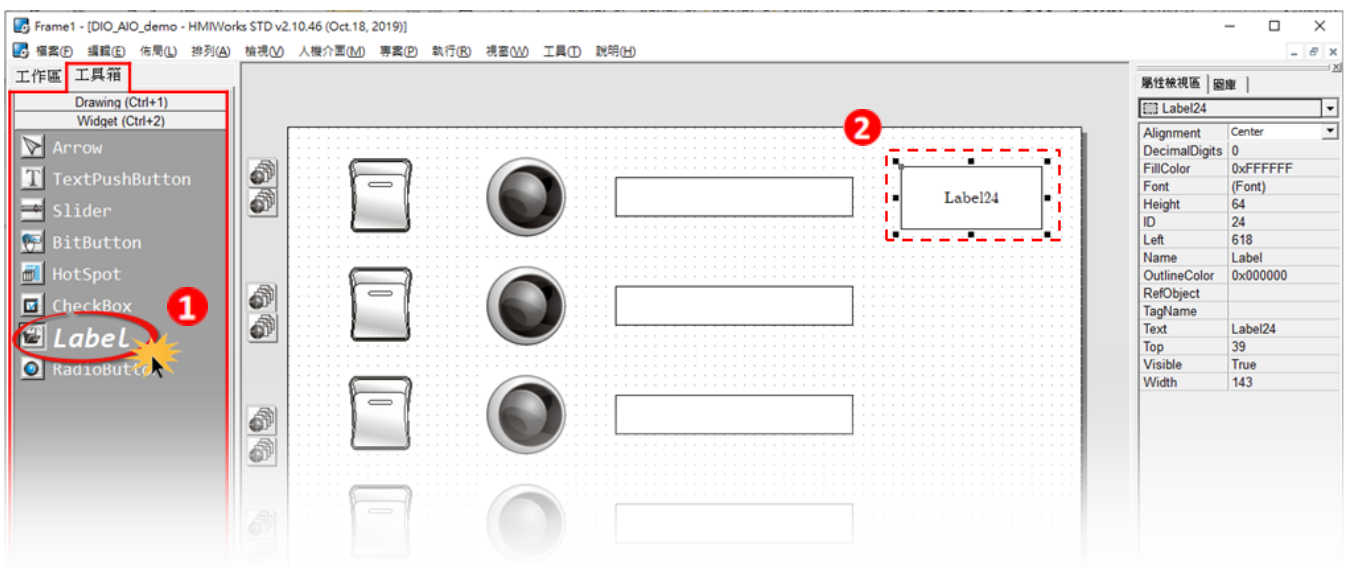 Frame1 - [DIO_AIO_demo - HMIWorks STD v2.10.46 (Oct.18, 2019)]
檔案(F) 編輯(E) 佈局(L) 排列(A) 檢視(V) 人機介面(M) 專案(P) 執行(R) 視窗(W) 工具(T) 說明(H)
工作區 工具箱
Drawing (Ctrl+1)
Widget (Ctrl+2)
Arrow
TextPushButton
Slider
BitButton
HotSpot
CheckBox
1
Label
RadioButto
2
Label24
屬性檢視區 圖庫
Label24
Alignment Center
DecimalDigits 0
FillColor 0xFFFFFF
Font (Font)
Height 64
ID 24
Left 618
Name Label
OutlineColor 0x000000
RefObject
TagName
Text Label24
Top 39
Visible True
Width 143